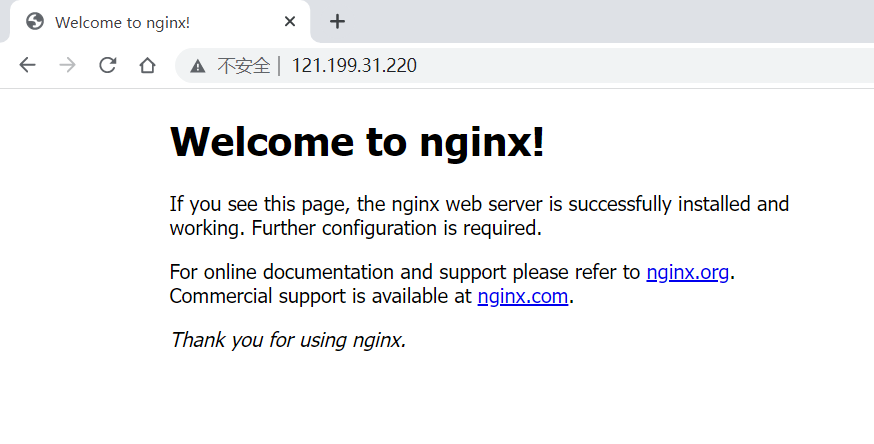 Welcome to nginx!
不安全 | 121.199.31.220
Welcome to nginx!
If you see this page, the nginx web server is successfully installed and
working. Further configuration is required.
For online documentation and support please refer to nginx.org.
Commercial support is available at nginx.com.
Thank you for using nginx.